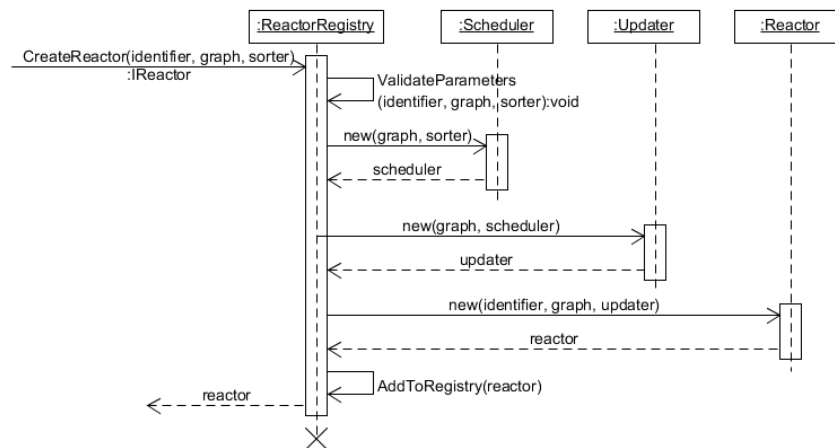 :ReactorRegistry
:Scheduler
:Updater
:Reactor
CreateReactor(identifier, graph, sorter)
:IReactor
ValidateParameters
(identifier, graph, sorter):void
new(graph, sorter)
scheduler
new(graph, scheduler)
updater
new(identifier, graph, updater)
reactor
AddToRegistry(reactor)
reactor